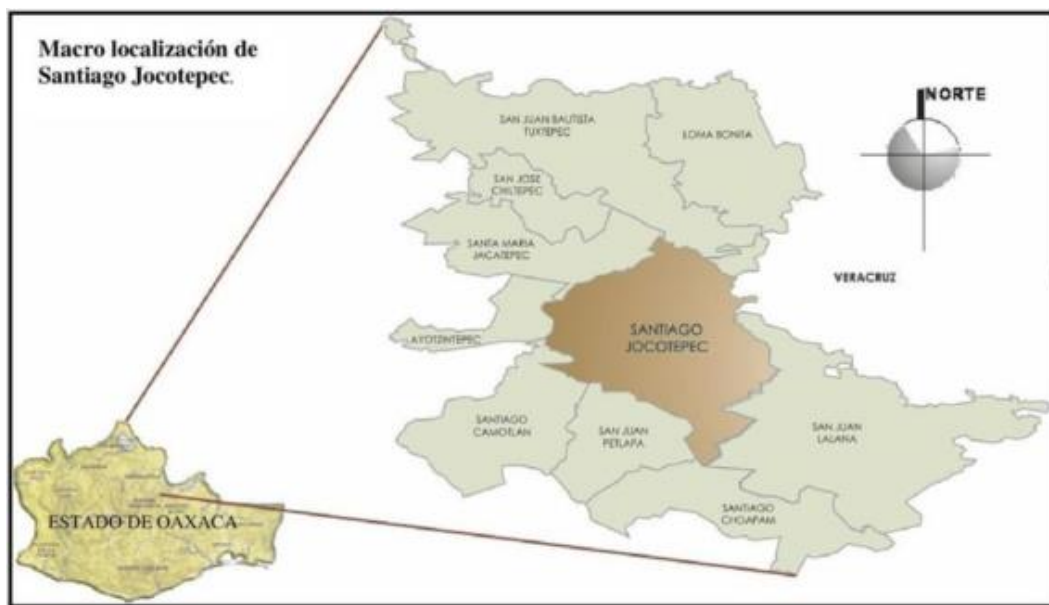 Macro localización de
Santiago Jocotepec.
NORTE
SAN JUAN BAUTISTA
TUXTEPEC
LOMA BONITA
SAN JOSE
CHILTEPEC
SANTA MARIA
JACATEPEC
VERACRUZ
SANTIAGO
JOCOTEPEC
AYOTZINTEPEC
SANTIAGO
CAMOTLAN
SAN JUAN
PETLAPA
SAN JUAN
LALANA
SANTIAGO
CHOAPAM
ESTADO DE OAXACA